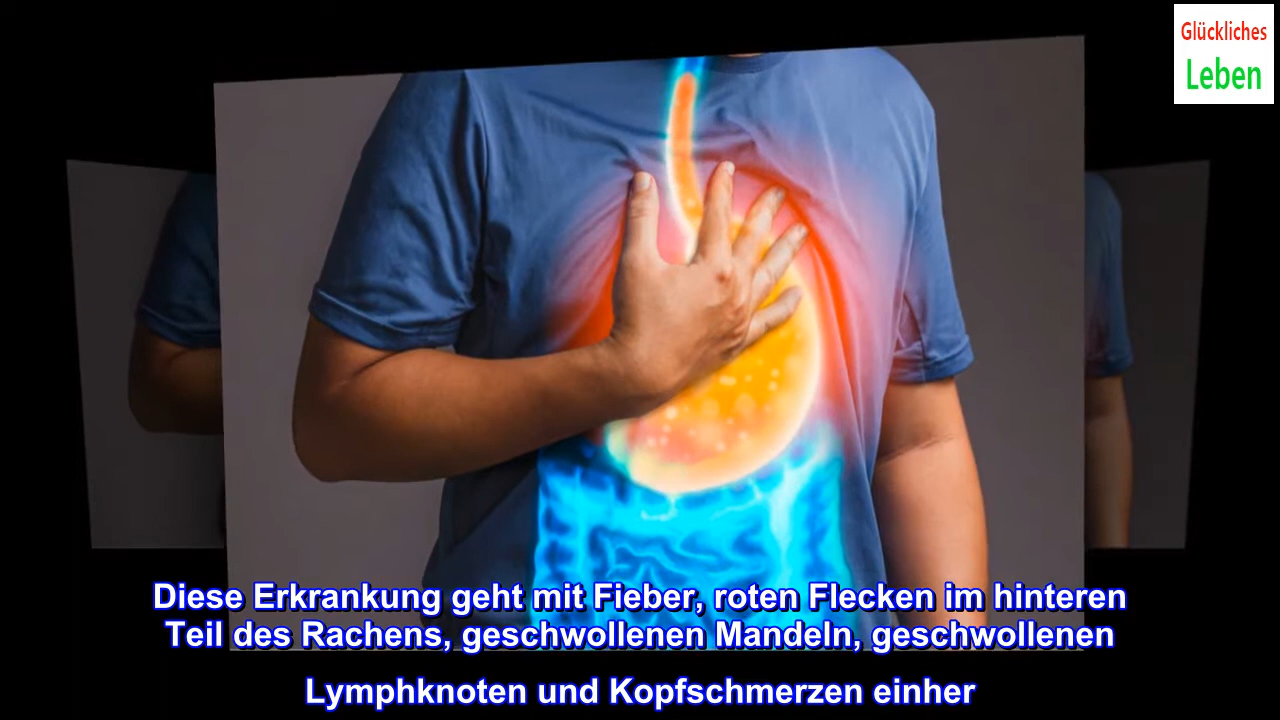 Glückliches
Leben
Diese Erkrankung geht mit Fieber, roten Flecken im hinteren
Teil des Rachens, geschwollenen Mandeln, geschwollenen
Lymphknoten und Kopfschmerzen einher